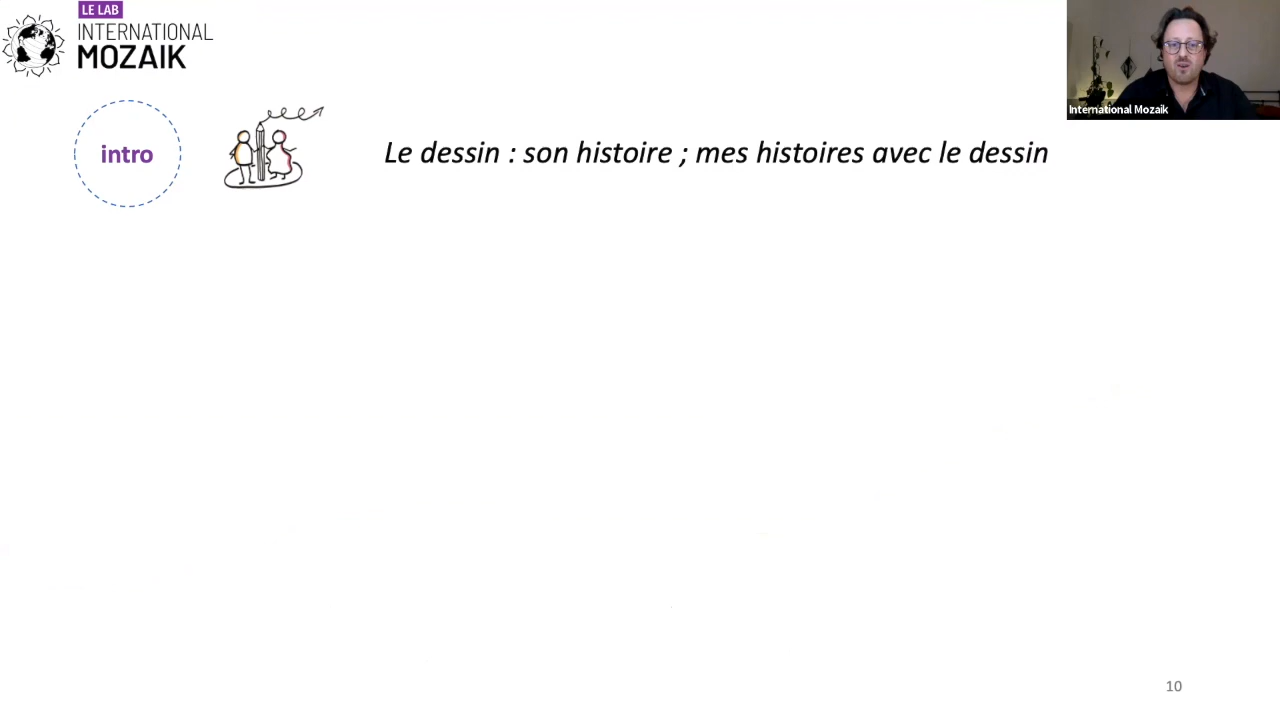 LE LAB
INTERNATIONAL
MOZAIK
International Mozaik
intro
Le dessin : son histoire ; mes histoires avec le dessin
10